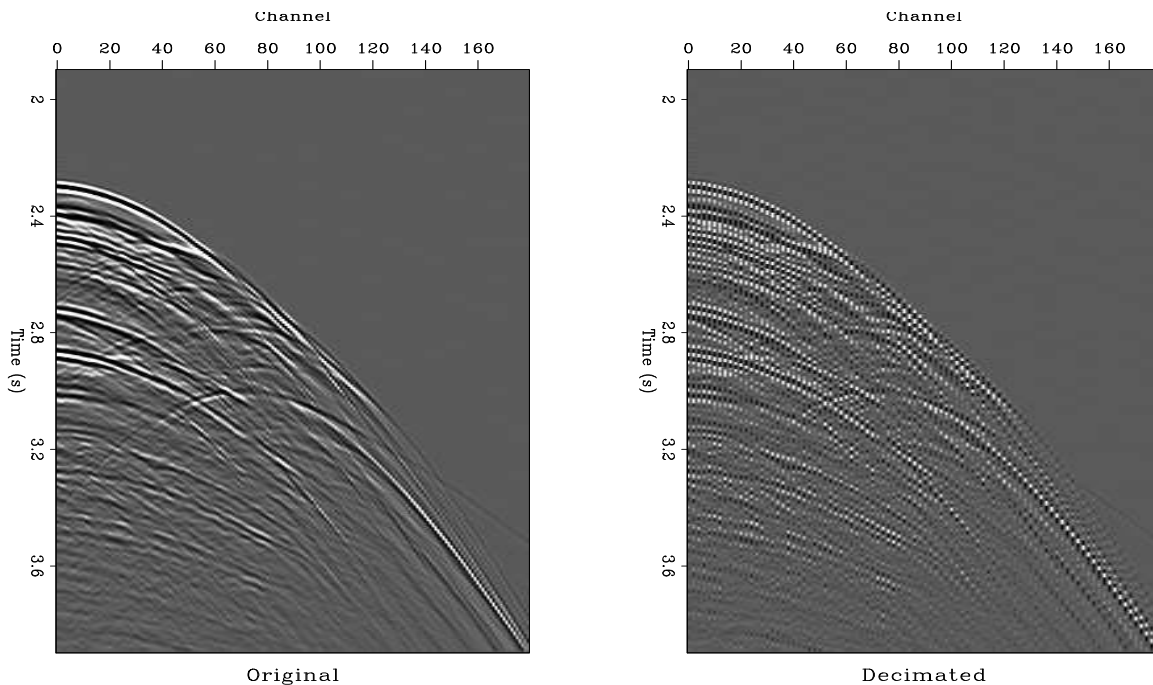 Channel Channel
0 20 40 60 80 100 120 140 160 0 20 40 60 80 100 120 140 160
2 2
2.4 2.4
2.8 2.8
Time (s) Time (s)
3.2 3.2
3.6 3.6
Original Decimated